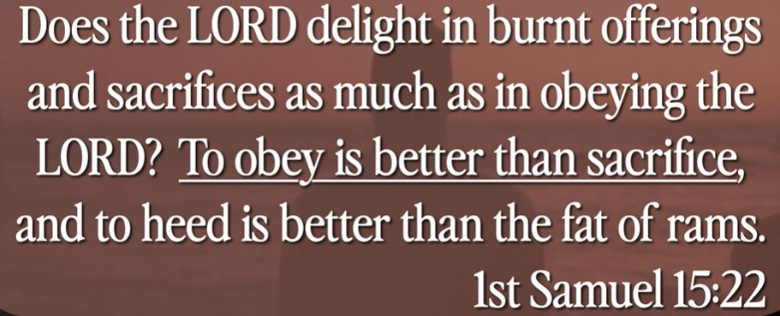 Does the LORD delight in burnt offerings
and sacrifices as much as in obeying the
LORD? To obey is better than sacrifice,
and to heed is better than the fat of rams.
1st Samuel 15:22